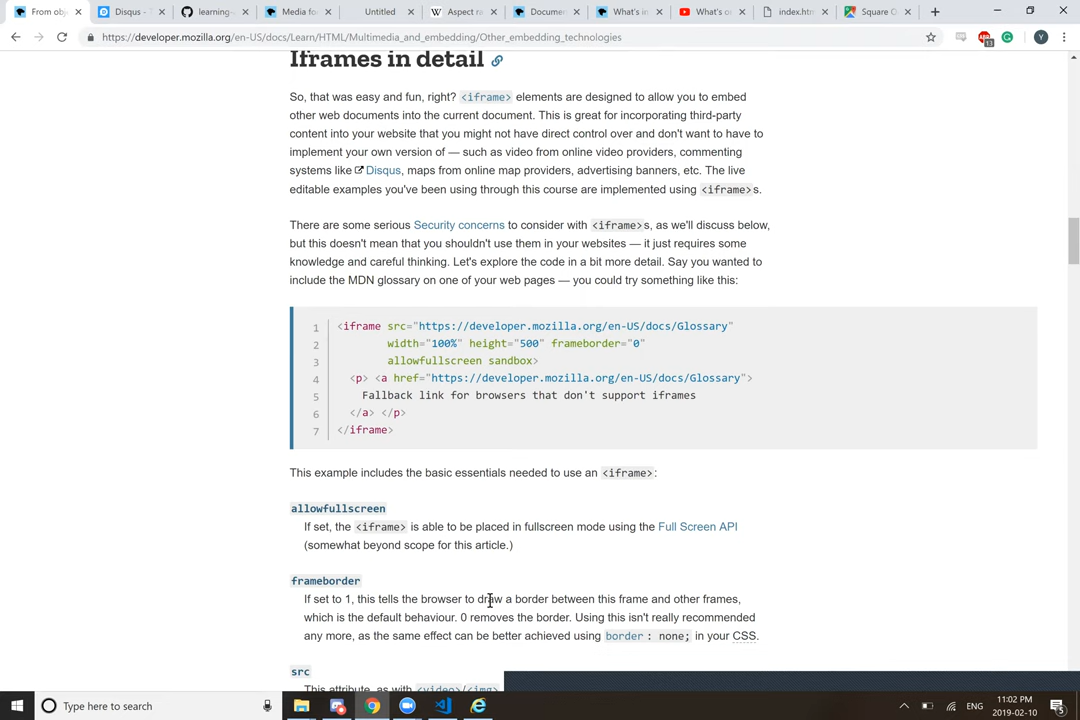 From obj
Disqus -
learning-
Media fo
Untitled
Aspect ra
Documen
What's in
What's o
index.htm
Square O
https://developer.mozilla.org/en-US/docs/Learn/HTML/Multimedia_and_embedding/Other_embedding_technologies
13
Y
Iframes in detail
So, that was easy and fun, right? <iframe> elements are designed to allow you to embed
other web documents into the current document. This is great for incorporating third-party
content into your website that you might not have direct control over and don't want to have to
implement your own version of — such as video from online video providers, commenting
systems like Disqus, maps from online map providers, advertising banners, etc. The live
editable examples you've been using through this course are implemented using <iframe>s.
There are some serious Security concerns to consider with <iframe>s, as we'll discuss below,
but this doesn't mean that you shouldn't use them in your websites — it just requires some
knowledge and careful thinking. Let's explore the code in a bit more detail. Say you wanted to
include the MDN glossary on one of your web pages — you could try something like this:
1 <iframe src="https://developer.mozilla.org/en-US/docs/Glossary"
2 width="100%" height="500" frameborder="0"
3 allowfullscreen sandbox>
4 <p> <a href="https://developer.mozilla.org/en-US/docs/Glossary">
5 Fallback link for browsers that don't support iframes
6 </a> </p>
7 </iframe>
This example includes the basic essentials needed to use an <iframe>:
allowfullscreen
If set, the <iframe> is able to be placed in fullscreen mode using the Full Screen API
(somewhat beyond scope for this article.)
frameborder
If set to 1, this tells the browser to draw a border between this frame and other frames,
which is the default behaviour. 0 removes the border. Using this isn't really recommended
any more, as the same effect can be better achieved using border: none; in your CSS.
src
This attribute, as with <video>/<img>
Type here to search
ENG
11:02 PM
2019-02-10
5